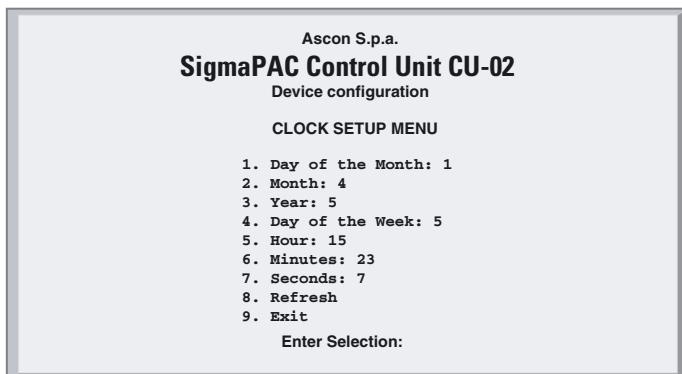 Ascon S.p.a.
SigmaPAC Control Unit CU-02
Device configuration
CLOCK SETUP MENU
1. Day of the Month: 1
2. Month: 4
3. Year: 5
4. Day of the Week: 5
5. Hour: 15
6. Minutes: 23
7. Seconds: 7
8. Refresh
9. Exit
Enter Selection: